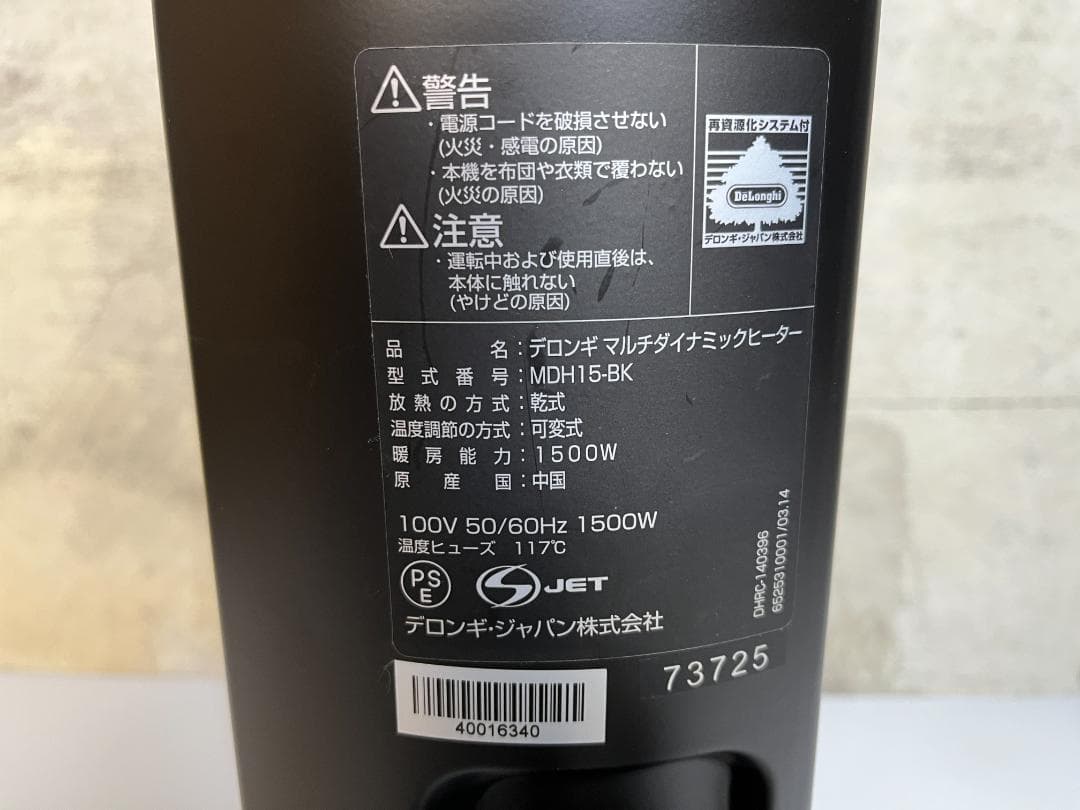 警告
・電源コードを破損させない
(火災・感電の原因)
・本機を布団や衣類で覆わない
(火災の原因)
注意
・運転中および使用直後は、
本体に触れない
(やけどの原因)
再資源化システム付
DeLonghi
デロンギ・ジャパン株式会社
品名：デロンギ マルチダイナミックヒーター
型式番号：MDH15-BK
放熱の方式：乾式
温度調節の方式：可変式
暖房能力：1500W
原産国：中国
100V 50/60Hz 1500W
温度ヒューズ 117℃
PSE
JET
デロンギ・ジャパン株式会社
DHRC-140396
6525310001/03.14
73725
40016340